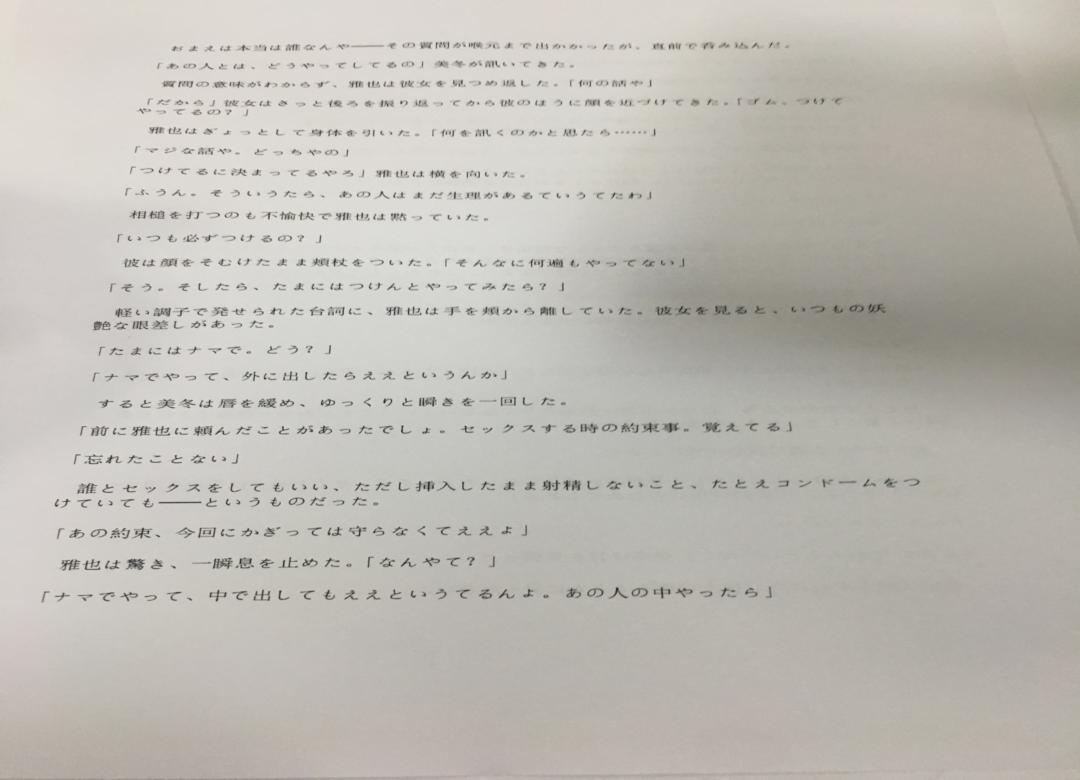 おまえは本当は誰なんや――その質問が喉元まで出かかったが、直前で呑み込んだ。
「あの人とは、どうやってしてるの」美冬が訊いてきた。
質問の意味がわからず、雅也は彼女を見つめ返した。「何の話や」
「だから」彼女はさっと後ろを振り返ってから彼のほうに顔を近づけてきた。「ゴム。つけて
やってるの？」
雅也はぎょっとして身体を引いた。「何を訊くのかと思たら……」
「マジな話や。どっちやの」
「つけてるに決まってるやろ」雅也は横を向いた。
「ふうん。そういうたら、あの人はまだ生理があるていうてたわ」
相槌を打つのも不愉快で雅也は黙っていた。
「いつも必ずつけるの？」
彼は顔をそむけたまま頬杖をついた。「そんなに何遍もやってない」
「そう。そしたら、たまにはつけんとやってみたら？」
軽い調子で発せられた台詞に、雅也は手を頬から離していた。彼女を見ると、いつもの妖
艶な眼差しがあった。
「たまにはナマで。どう？」
「ナマでやって、外に出したらええというんか」
すると美冬は唇を緩め、ゆっくりと瞬きを一回した。
「前に雅也に頼んだことがあったでしょ。セックスする時の約束事。覚えてる」
「忘れたことない」
誰とセックスをしてもいい、ただし挿入したまま射精しないこと、たとえコンドームをつ
けていても――というものだった。
「あの約束、今回にかぎっては守らなくてええよ」
雅也は驚き、一瞬息を止めた。「なんやて？」
「ナマでやって、中で出してもええというてるんよ。あの人の中やったら」